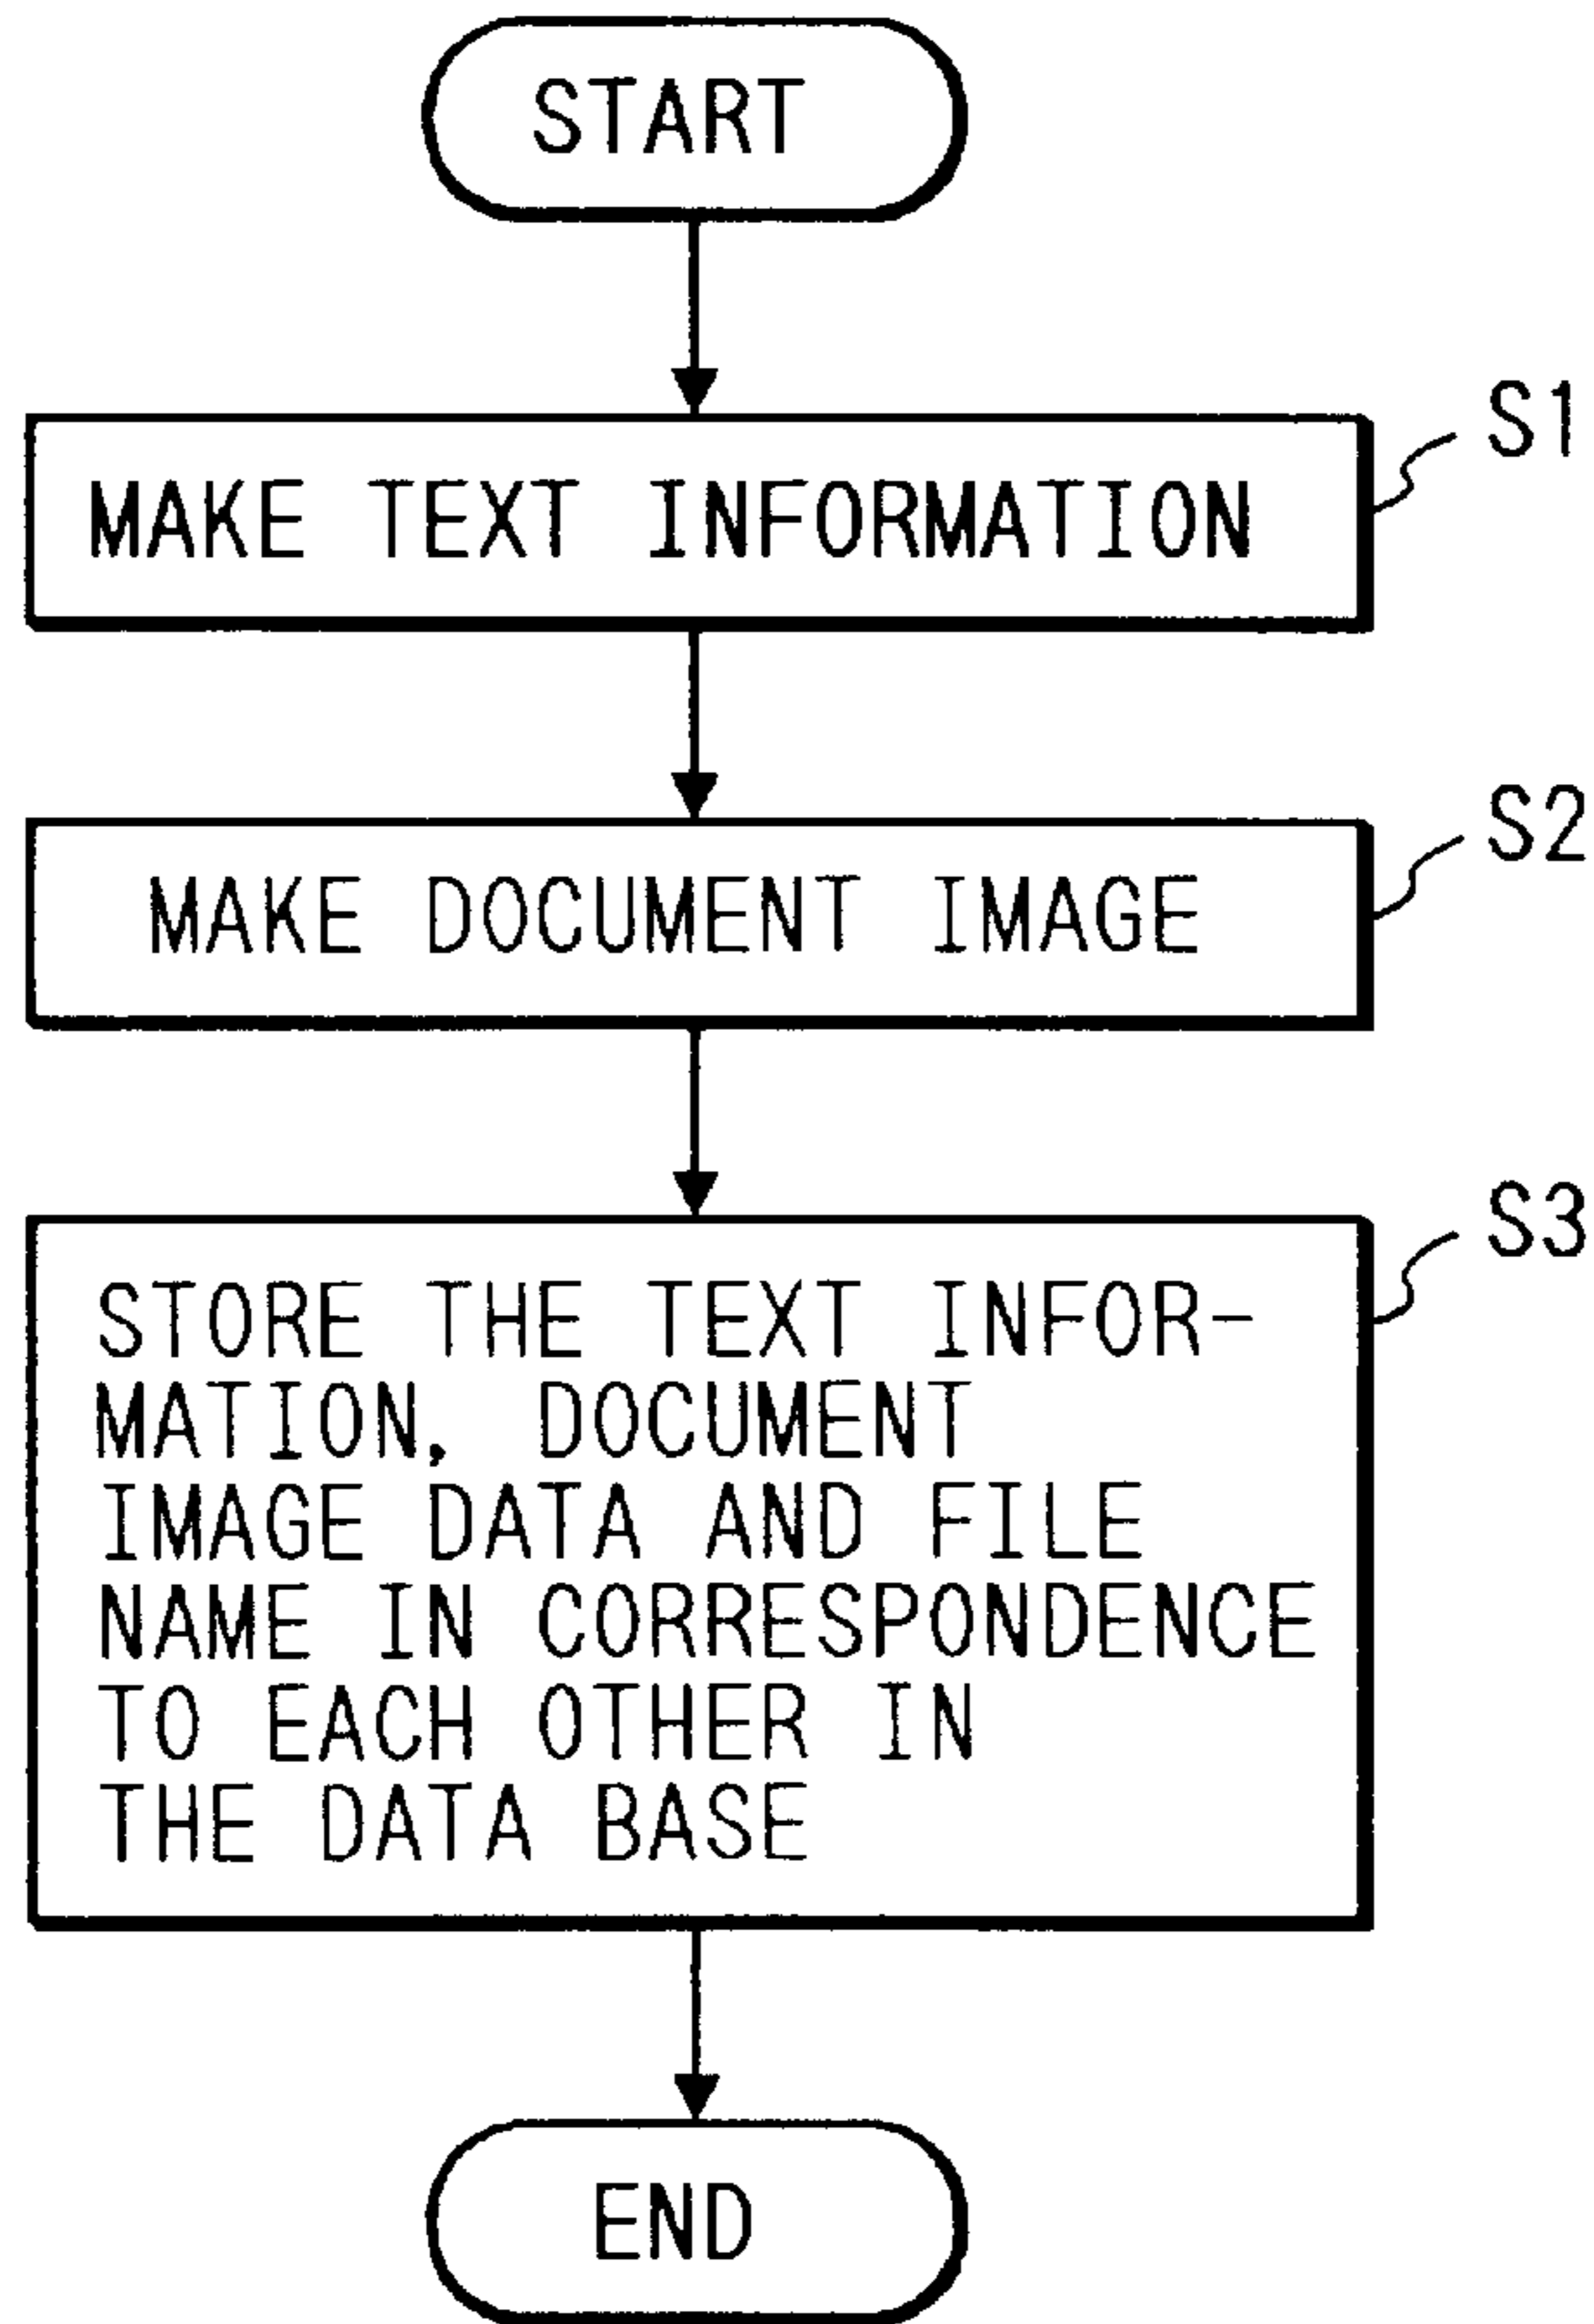 START
S1
MAKE TEXT INFORMATION
S2
MAKE DOCUMENT IMAGE
S3
STORE THE TEXT INFOR-
MATION, DOCUMENT
IMAGE DATA AND FILE
NAME IN CORRESPONDENCE
TO EACH OTHER IN
THE DATA BASE
END